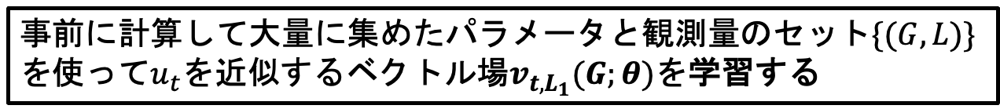 事前に計算して大量に集めたパラメータと観測量のセット{(G, L)}
を使ってu_tを近似するベクトル場v_{t,L_1}(G; θ)を学習する